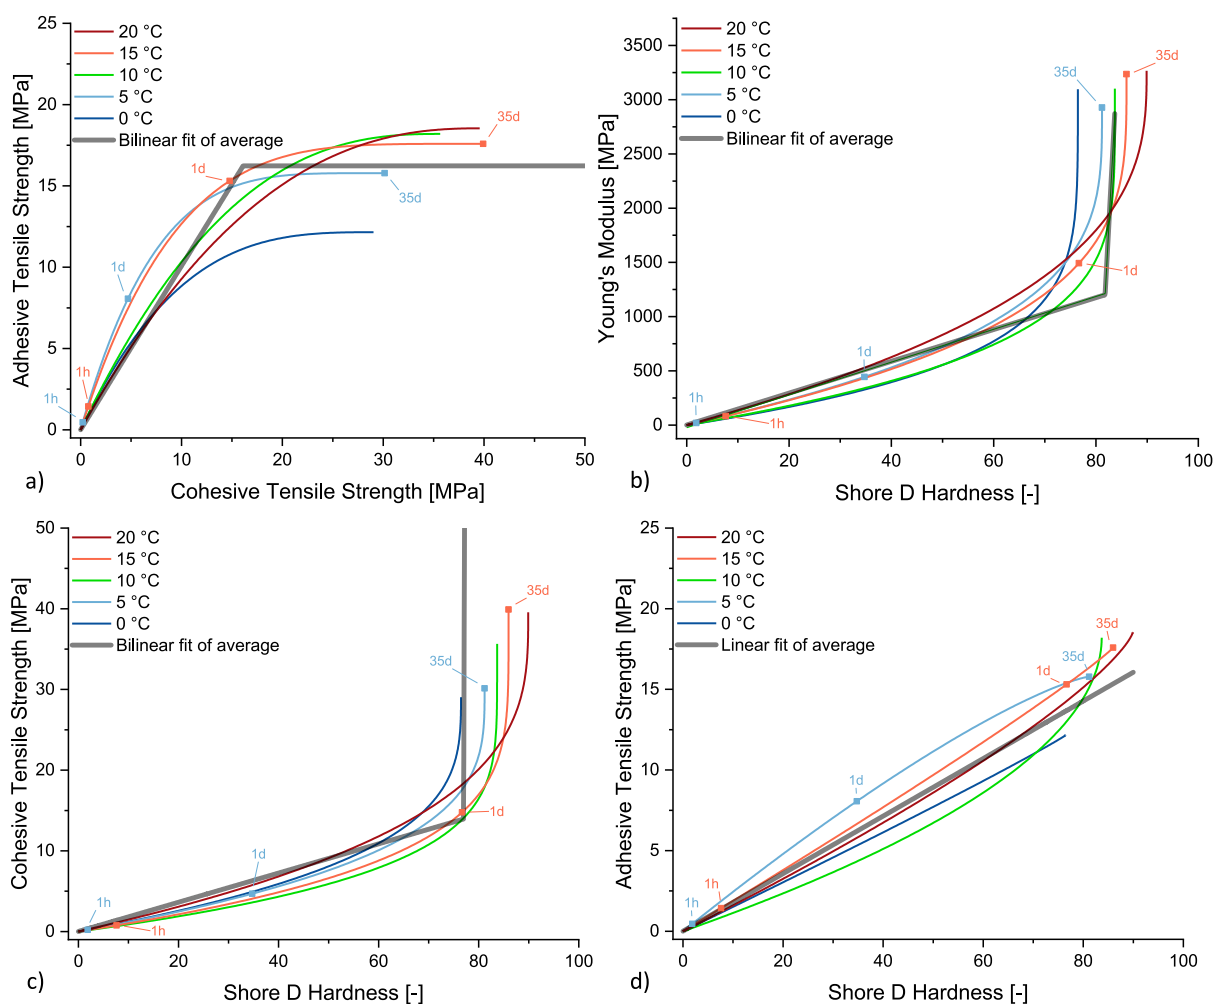 25
20
15
10
5
0
Adhesive Tensile Strength [MPa]
20 °C
15 °C
10 °C
5 °C
0 °C
Bilinear fit of average
35d
1d
35d
1d
1h
1h
0 10 20 30 40 50
a)
Cohesive Tensile Strength [MPa]
3500
3000
2500
2000
1500
1000
500
0
Young's Modulus [MPa]
20 °C
15 °C
10 °C
5 °C
0 °C
Bilinear fit of average
35d
35d
1d
1d
1h
1h
0 20 40 60 80 100
b)
Shore D Hardness [-]
50
40
30
20
10
0
Cohesive Tensile Strength [MPa]
20 °C
15 °C
10 °C
5 °C
0 °C
Bilinear fit of average
35d
35d
1d
1d
1h
1h
0 20 40 60 80 100
c)
Shore D Hardness [-]
25
20
15
10
5
0
Adhesive Tensile Strength [MPa]
20 °C
15 °C
10 °C
5 °C
0 °C
Linear fit of average
35d
35d
1d
1d
1h
1h
0 20 40 60 80 100
d)
Shore D Hardness [-]